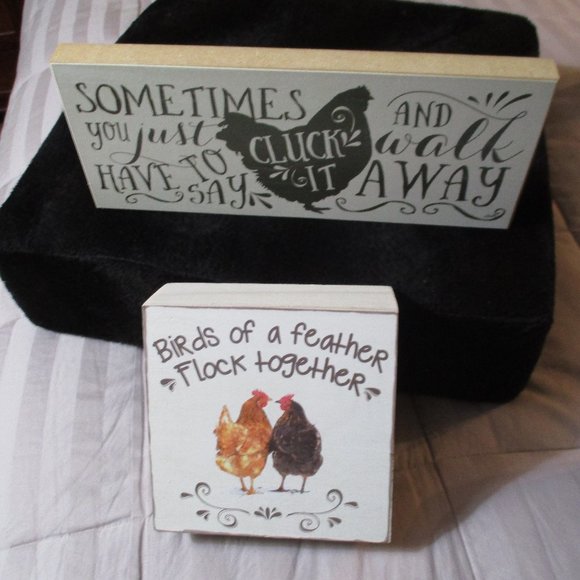 SOMETIMES
you just
HAVE TO
SAY
CLUCK
IT
AND
walk
AWAY
BIRDS OF a FEaTHER
FLOCK TOGETHER